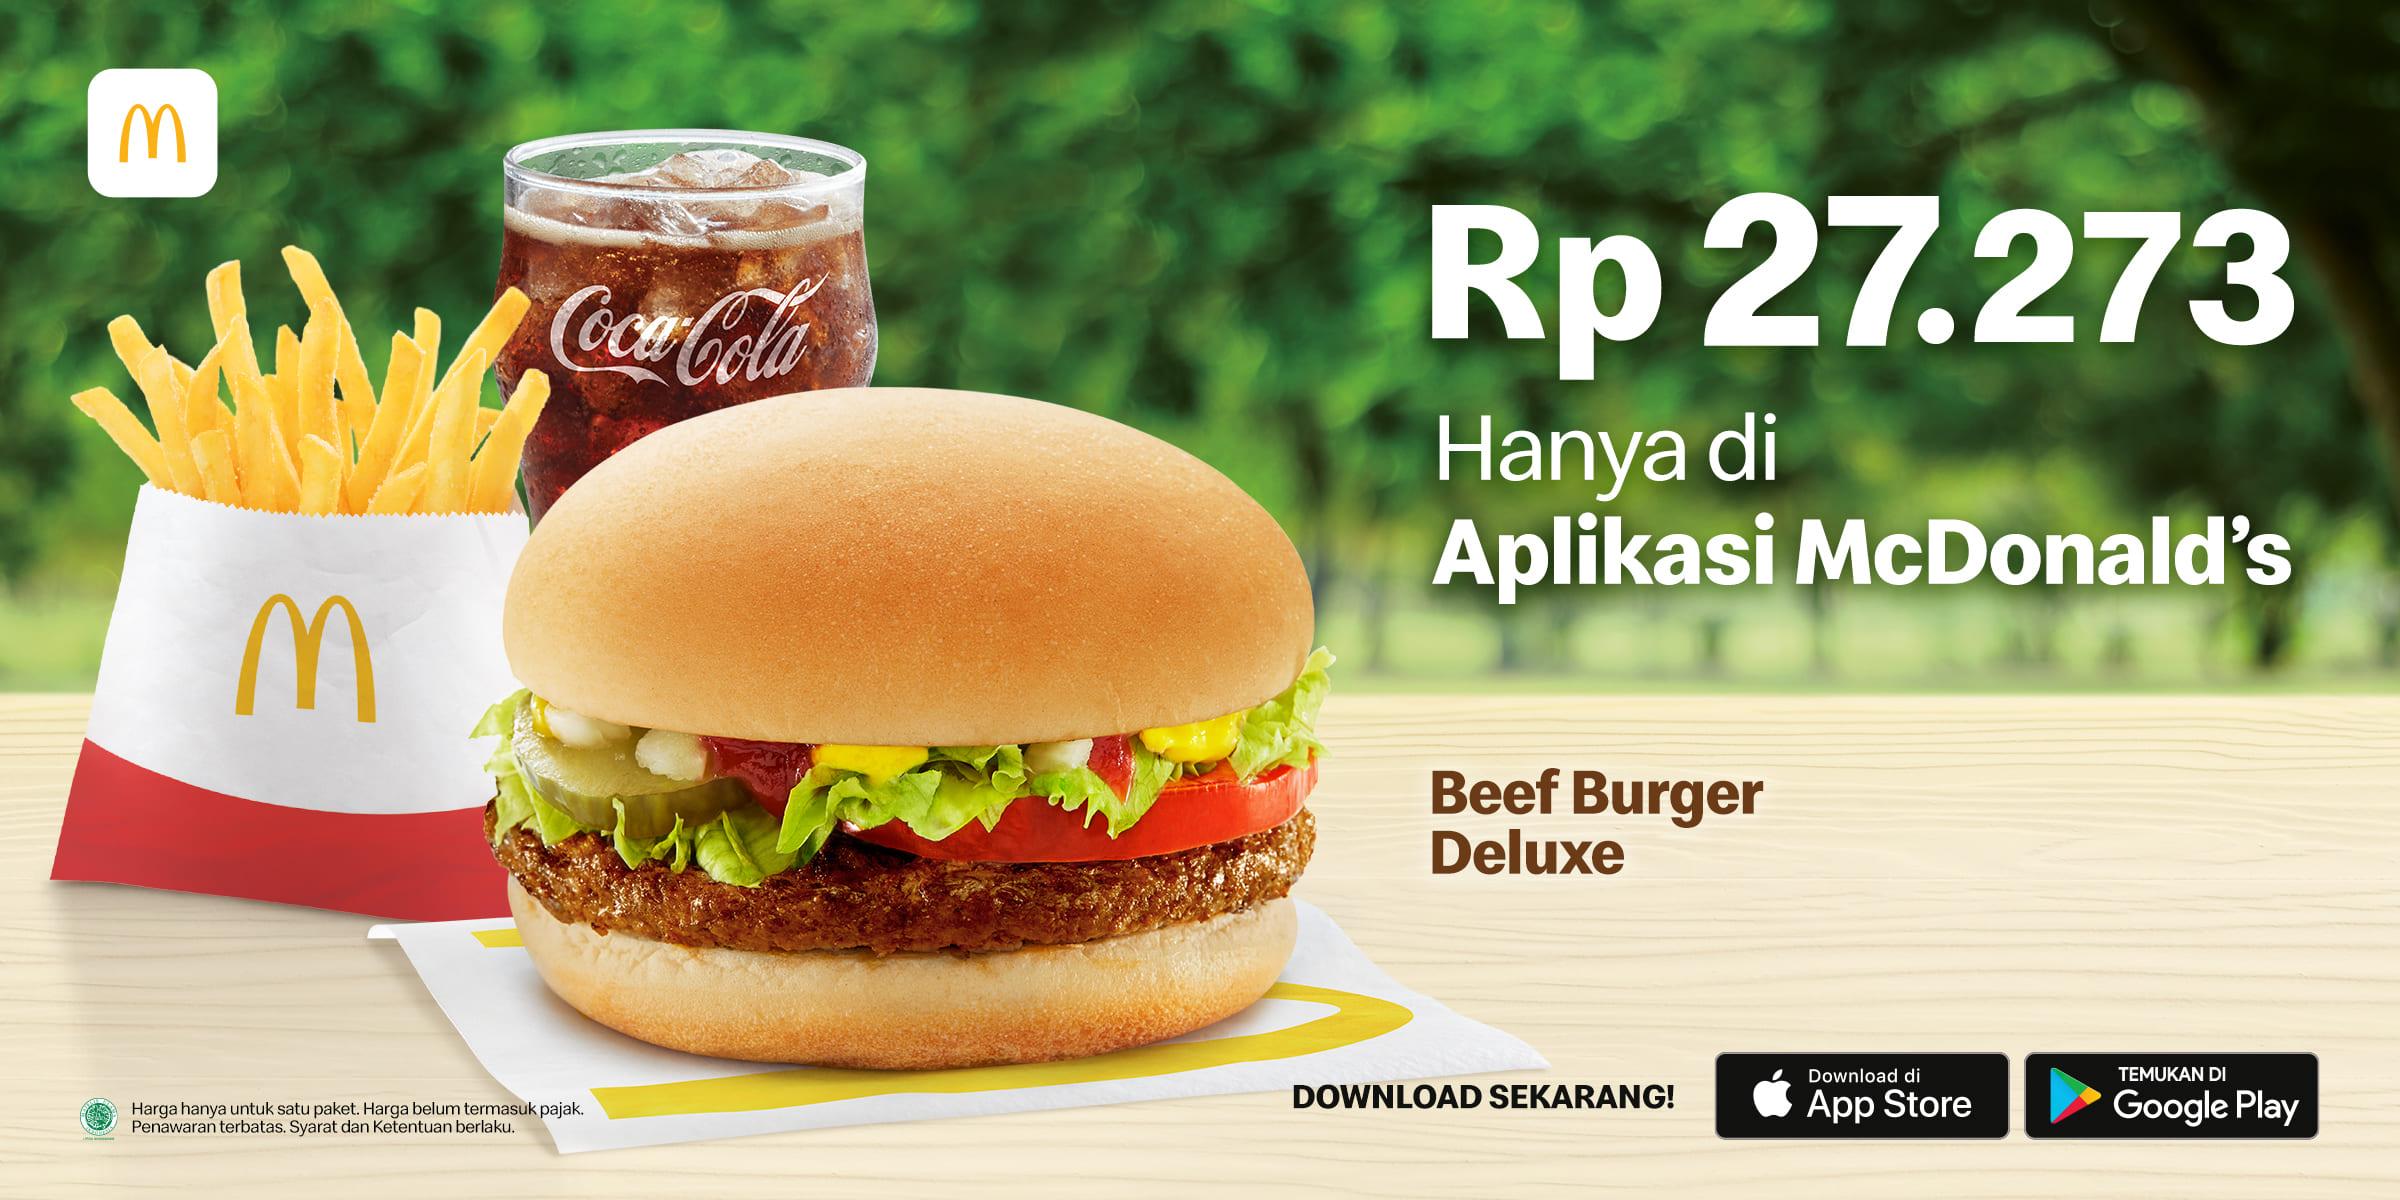 Coca-Cola
Rp 27.273
Hanya di
Aplikasi McDonald's
Beef Burger
Deluxe
DOWNLOAD SEKARANG!
Download di
App Store
TEMUKAN DI
Google Play
Harga hanya untuk satu paket. Harga belum termasuk pajak.
Penawaran terbatas. Syarat dan Ketentuan berlaku.